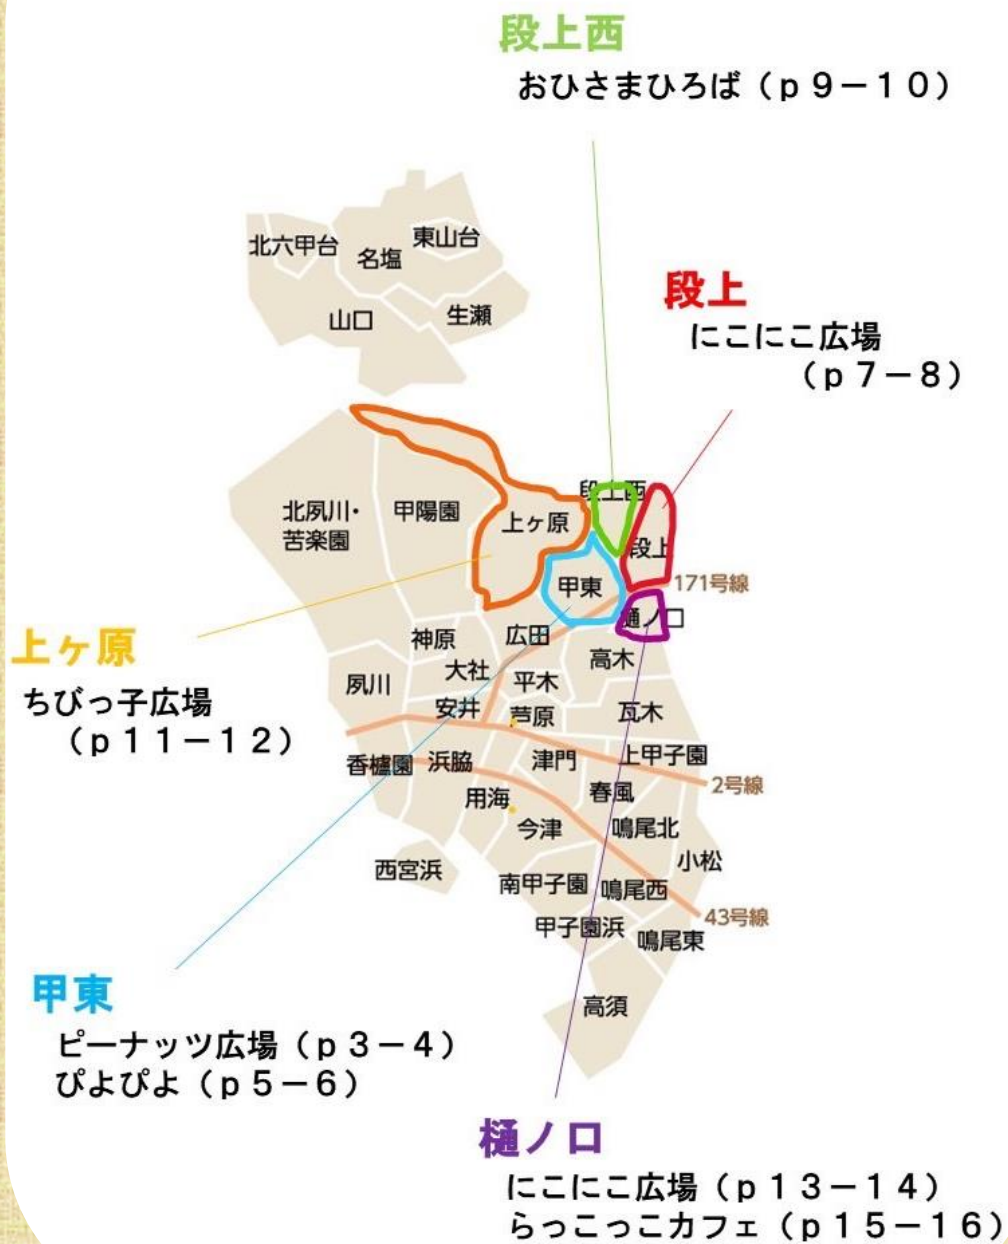 段上西
おひさまひろば（ｐ９－１０）
段上
にこにこ広場
（ｐ７－８）
北六甲台
名塩
東山台
山口
生瀬
北夙川・
苦楽園
甲陽園
上ヶ原
段上西
段上
甲東
171号線
樋ノ口
神原
広田
高木
大社
平木
夙川
安井
芦原
瓦木
香櫨園
浜脇
津門
上甲子園
2号線
用海
春風
今津
鳴尾北
小松
西宮浜
南甲子園
鳴尾西
43号線
甲子園浜
鳴尾東
高須
上ヶ原
ちびっ子広場
（ｐ１１－１２）
甲東
ピーナッツ広場（ｐ３－４）
ぴよぴよ（ｐ５－６）
樋ノ口
にこにこ広場（ｐ１３－１４）
らっこっこカフェ（ｐ１５－１６）